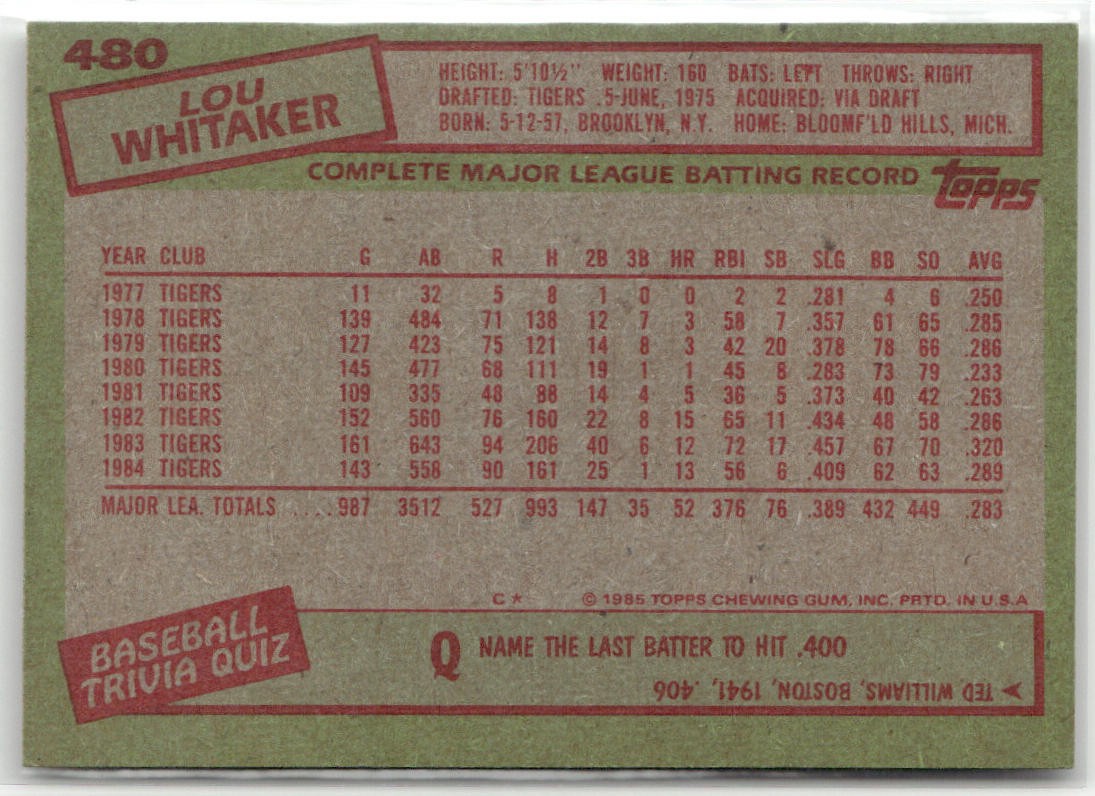 480
LOU
WHITAKER
HEIGHT: 5'10½" WEIGHT: 160 BATS: LEFT THROWS: RIGHT
DRAFTED: TIGERS .5-JUNE, 1975 ACQUIRED: VIA DRAFT
BORN: 5-12-57, BROOKLYN, N.Y. HOME: BLOOMF'LD HILLS, MICH.
COMPLETE MAJOR LEAGUE BATTING RECORD topps
YEAR CLUB G AB R H 2B 3B HR RBI SB SLG BB SO AVG
1977 TIGERS 11 32 5 8 1 0 0 2 2 .281 4 6 .250
1978 TIGERS 139 484 71 138 12 7 3 58 7 .357 61 65 .285
1979 TIGERS 127 423 75 121 14 8 3 42 20 .378 78 66 .286
1980 TIGERS 145 477 68 111 19 1 1 45 8 .283 73 79 .233
1981 TIGERS 109 335 48 88 14 4 5 36 5 .373 40 42 .263
1982 TIGERS 152 560 76 160 22 8 15 65 11 .434 48 58 .286
1983 TIGERS 161 643 94 206 40 6 12 72 17 .457 67 70 .320
1984 TIGERS 143 558 90 161 25 1 13 56 6 .409 62 63 .289
MAJOR LEA. TOTALS ....987 3512 527 993 147 35 52 376 76 .389 432 449 .283
C* © 1985 TOPPS CHEWING GUM, INC. PRTD. IN U.S.A
BASEBALL
TRIVIA QUIZ
Q NAME THE LAST BATTER TO HIT .400
TED WILLIAMS, BOSTON, 1941, .406